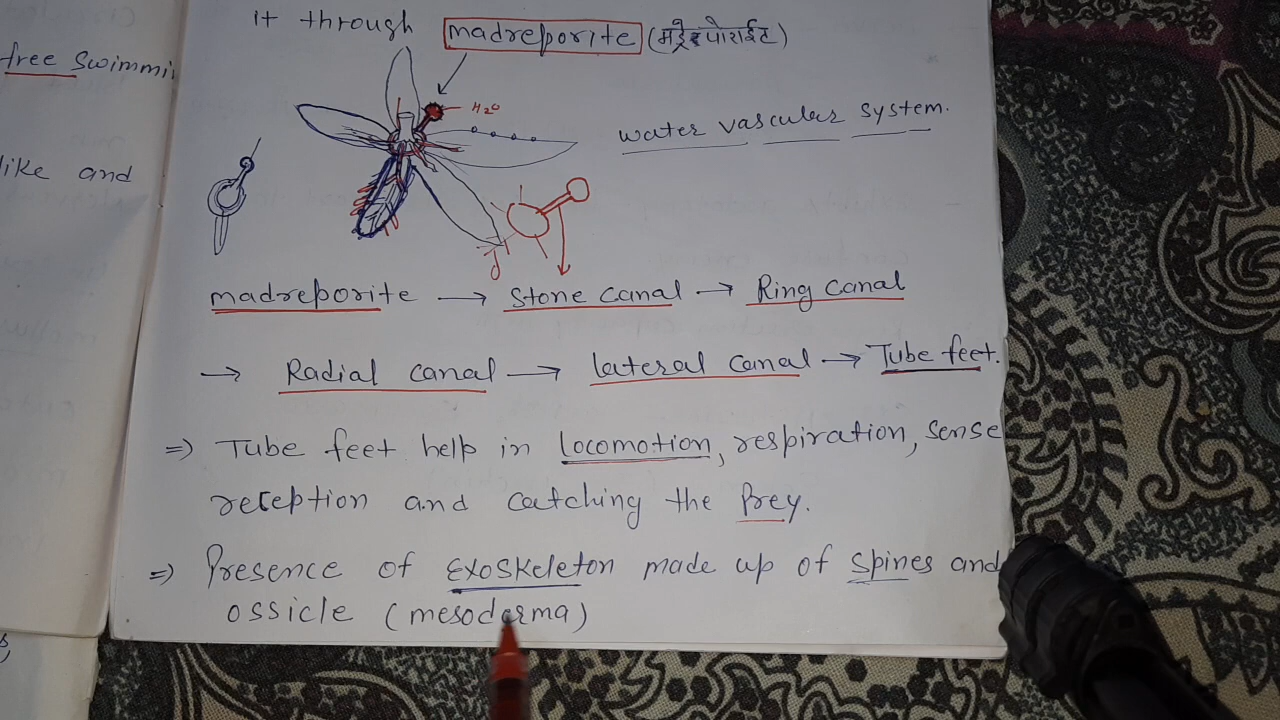 it through madreporite (मड्रेपोराईट)
free swimmi
H₂O
water vascular system.
like and
madreporite → Stone canal → Ring canal
→ Radial canal → lateral canal → Tube feet.
⇒ Tube feet help in locomotion, respiration, sense
reception and catching the Prey.
⇒ Presence of Exoskeleton made up of Spines and
ossicle (mesoderma)